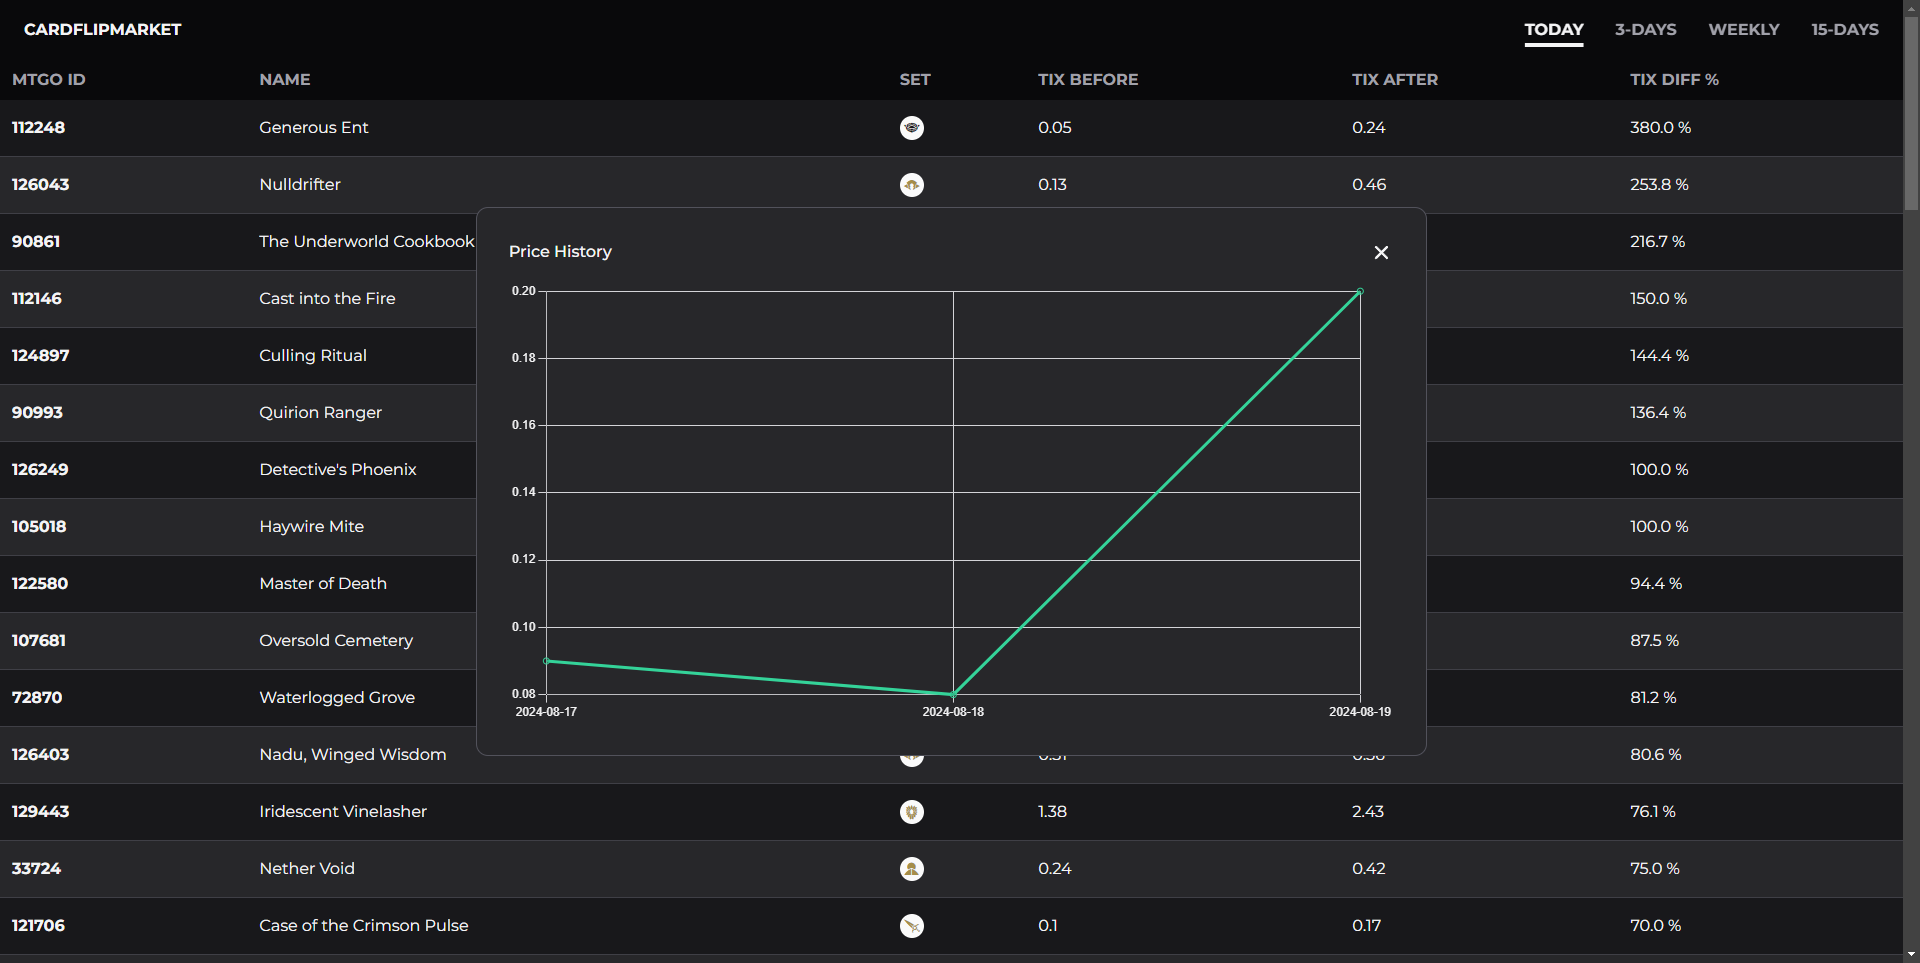 CARDFLIPMARKET TODAY 3-DAYS WEEKLY 15-DAYS
MTGO ID NAME SET TIX BEFORE TIX AFTER TIX DIFF %
112248 Generous Ent 0.05 0.24 380.0 %
126043 Nulldrifter 0.13 0.46 253.8 %
90861 The Underworld Cookbook 216.7 %
112146 Cast into the Fire 150.0 %
124897 Culling Ritual 144.4 %
90993 Quirion Ranger 136.4 %
126249 Detective's Phoenix 100.0 %
105018 Haywire Mite 100.0 %
122580 Master of Death 94.4 %
107681 Oversold Cemetery 87.5 %
72870 Waterlogged Grove 81.2 %
126403 Nadu, Winged Wisdom 80.6 %
129443 Iridescent Vinelasher 1.38 2.43 76.1 %
33724 Nether Void 0.24 0.42 75.0 %
121706 Case of the Crimson Pulse 0.1 0.17 70.0 %
Price History
0.20
0.18
0.16
0.14
0.12
0.10
0.08
2024-08-17 2024-08-18 2024-08-19